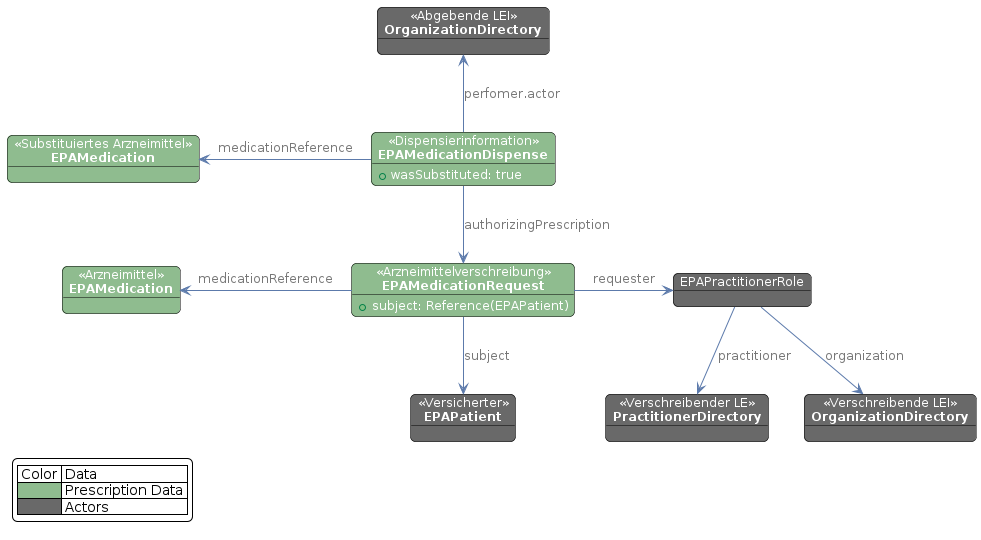 «Abgebende LEI»
OrganizationDirectory
perfomer.actor
«Substituiertes Arzneimittel»
EPAMedication
medicationReference
«Dispensierinformation»
EPAMedicationDispense
wasSubstituted: true
authorizingPrescription
«Arzneimittel»
EPAMedication
medicationReference
«Arzneimittelverschreibung»
EPAMedicationRequest
subject: Reference(EPAPatient)
requester
EPAPractitionerRole
subject
practitioner
organization
«Versicherter»
EPAPatient
«Verschreibender LE»
PractitionerDirectory
«Verschreibende LEI»
OrganizationDirectory
Color Data
Prescription Data
Actors